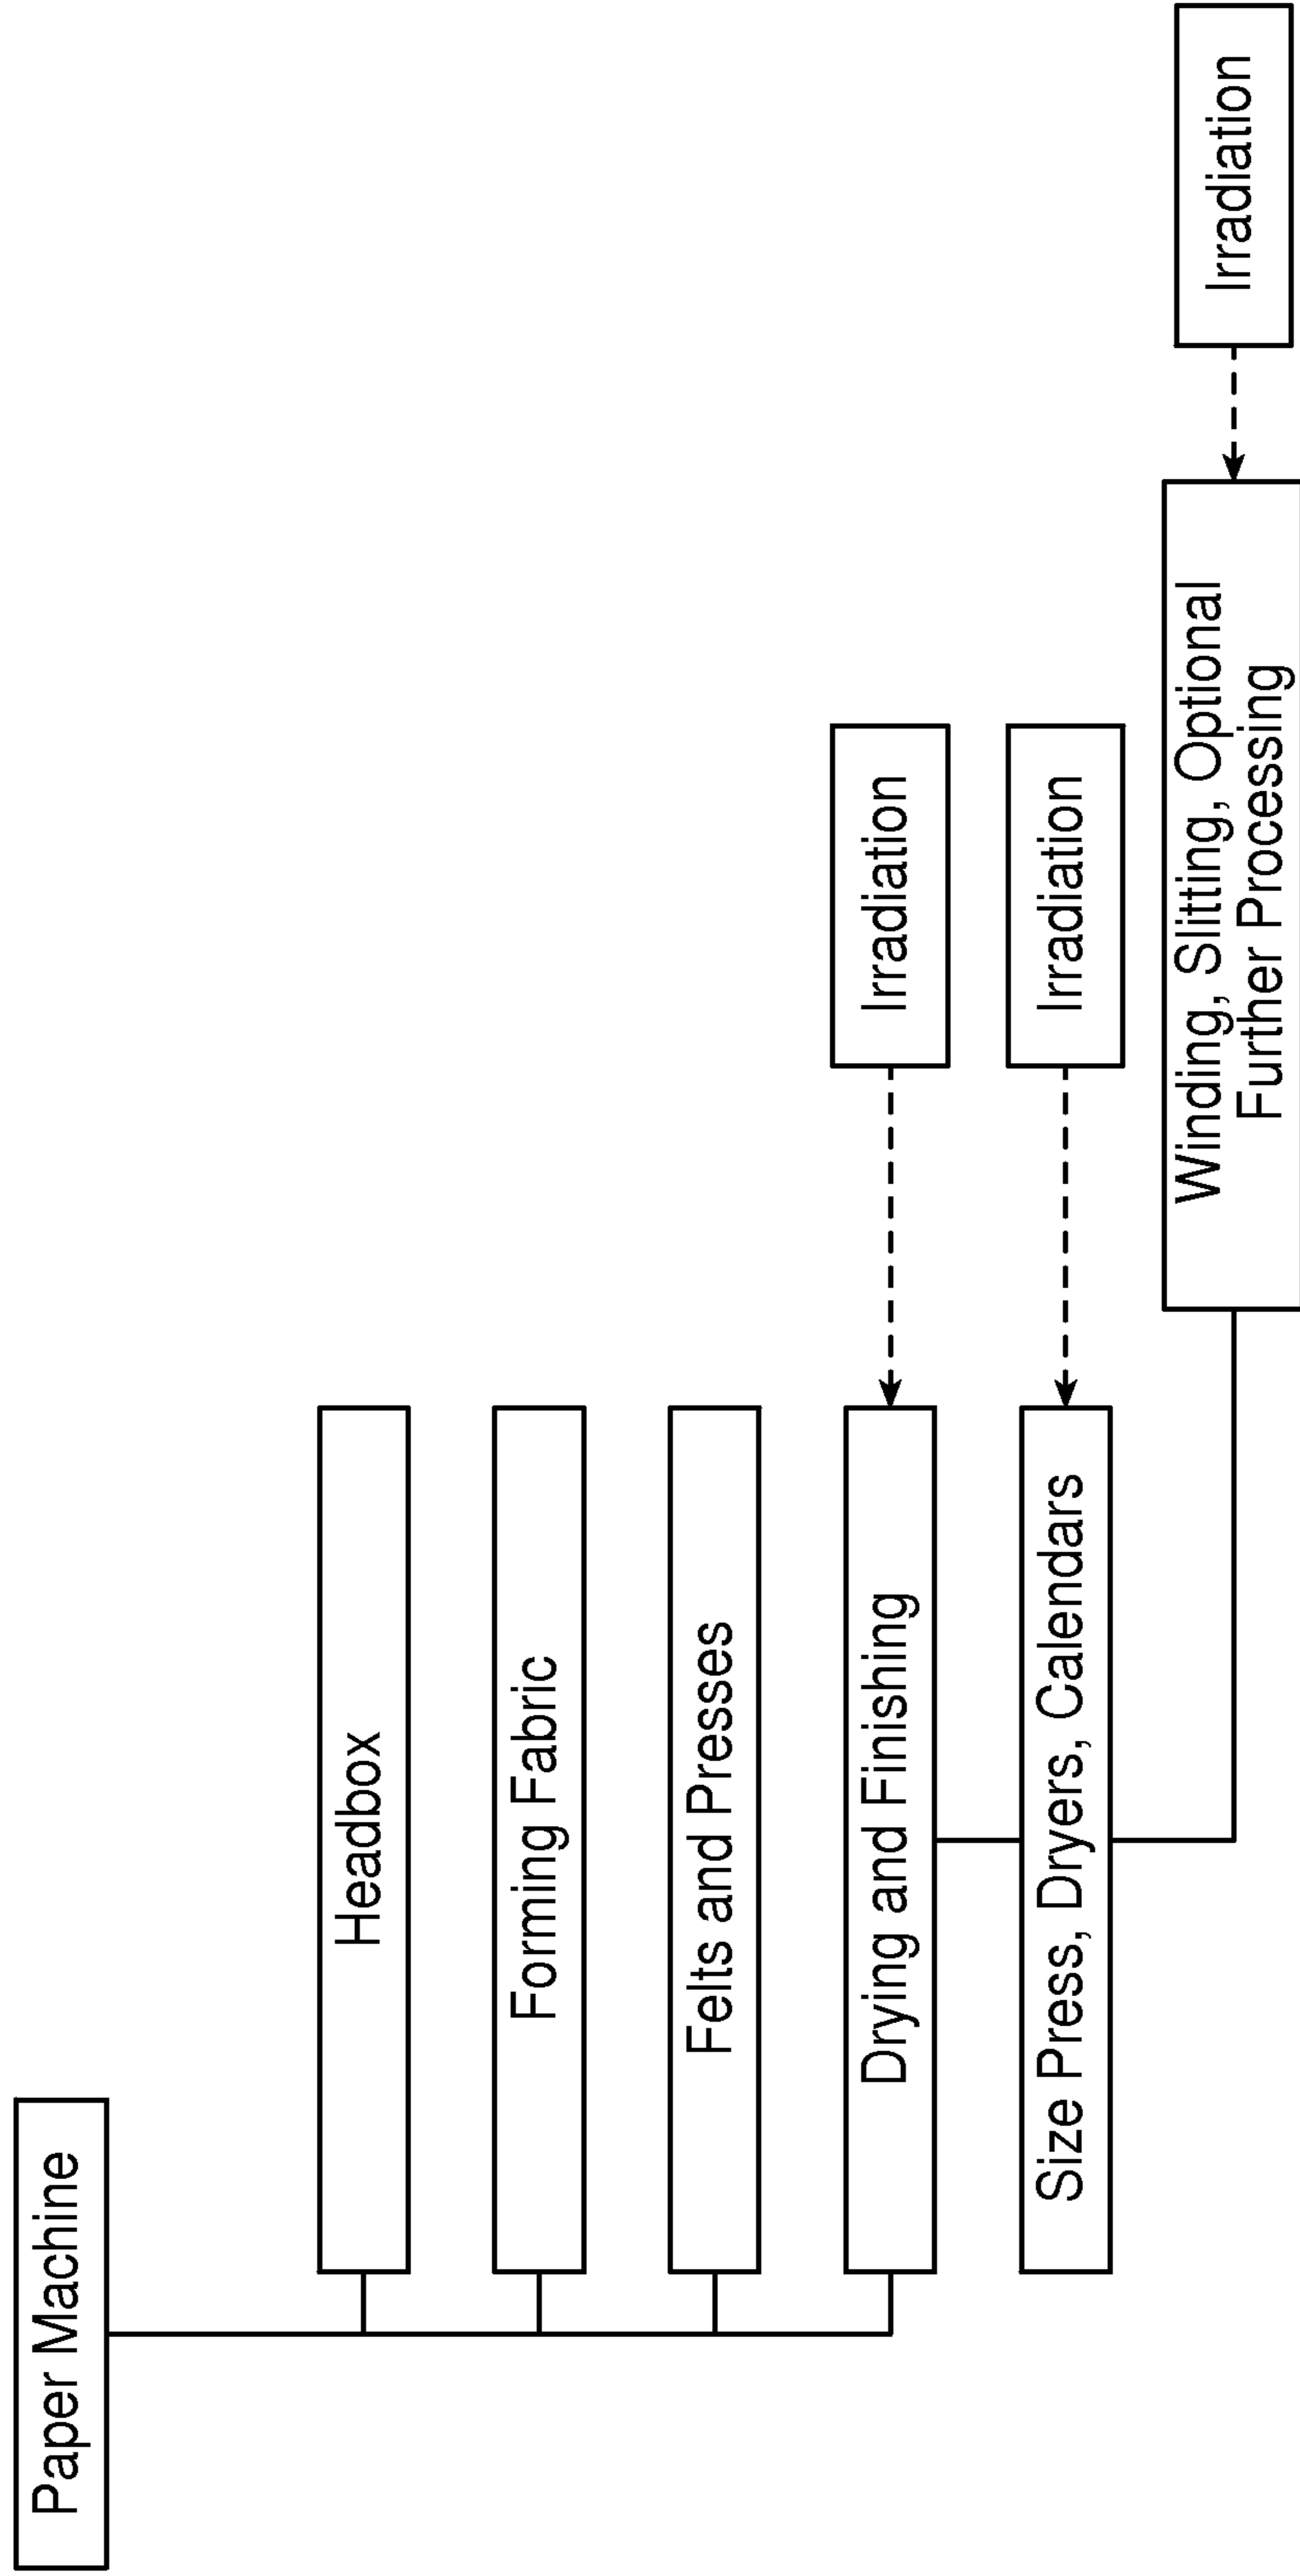 Paper Machine
Headbox
Forming Fabric
Felts and Presses
Drying and Finishing
Irradiation
Size Press, Dryers, Calendars
Irradiation
Winding, Slitting, Optional
Further Processing
Irradiation